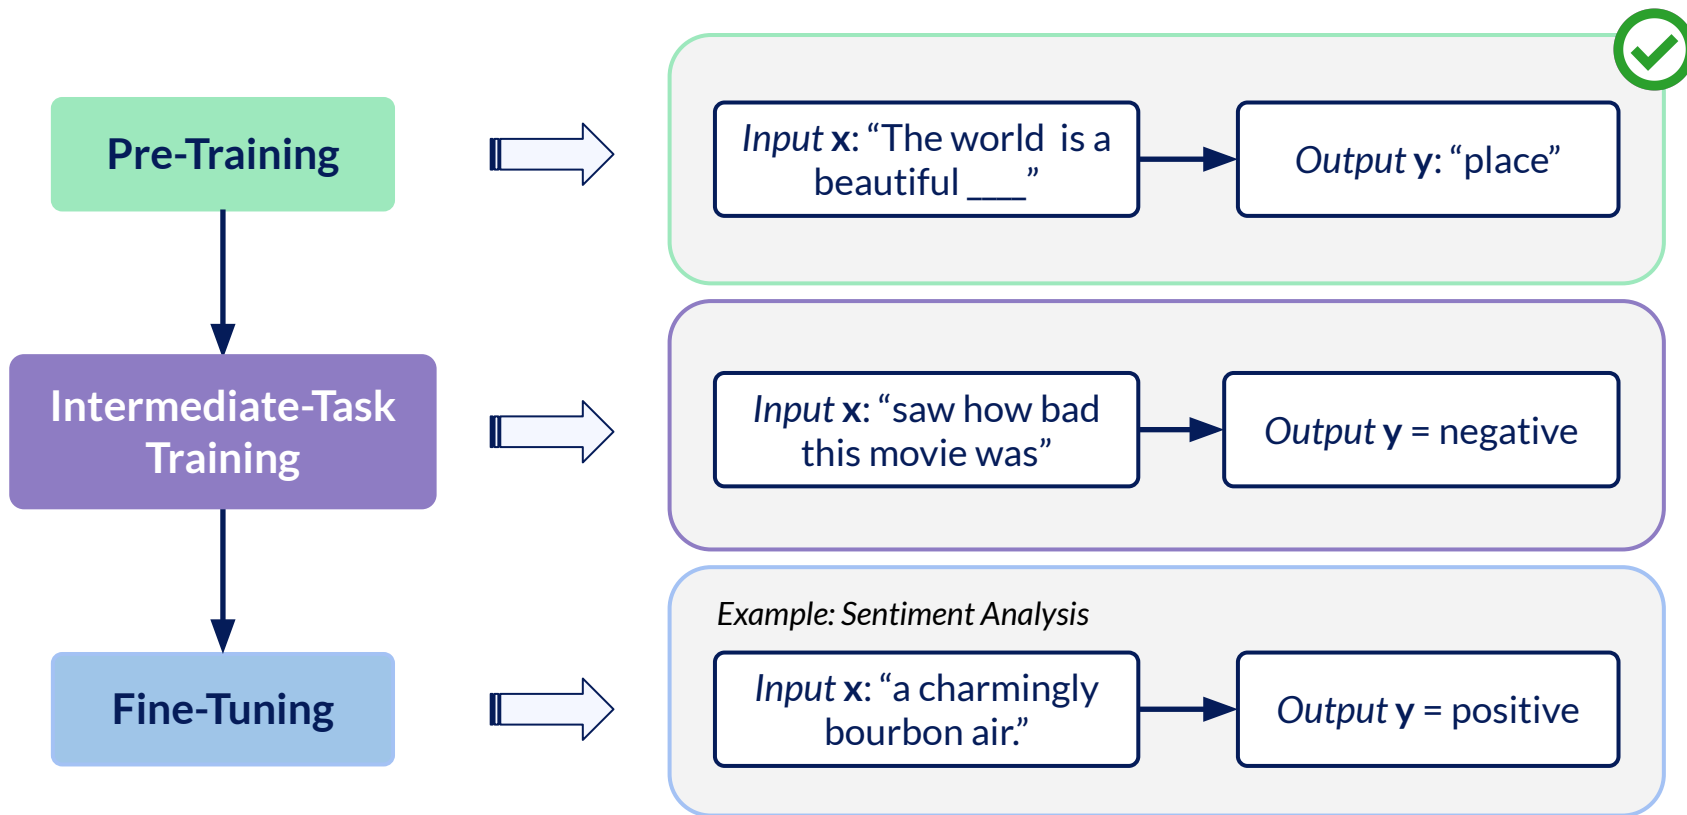 Pre-Training
Input x: “The world  is a
beautiful ____”
Output y: “place”
Intermediate-Task
Training
Input x: “saw how bad
this movie was”
Output y = negative
Example: Sentiment Analysis
Fine-Tuning
Input x: “a charmingly
bourbon air.”
Output y = positive